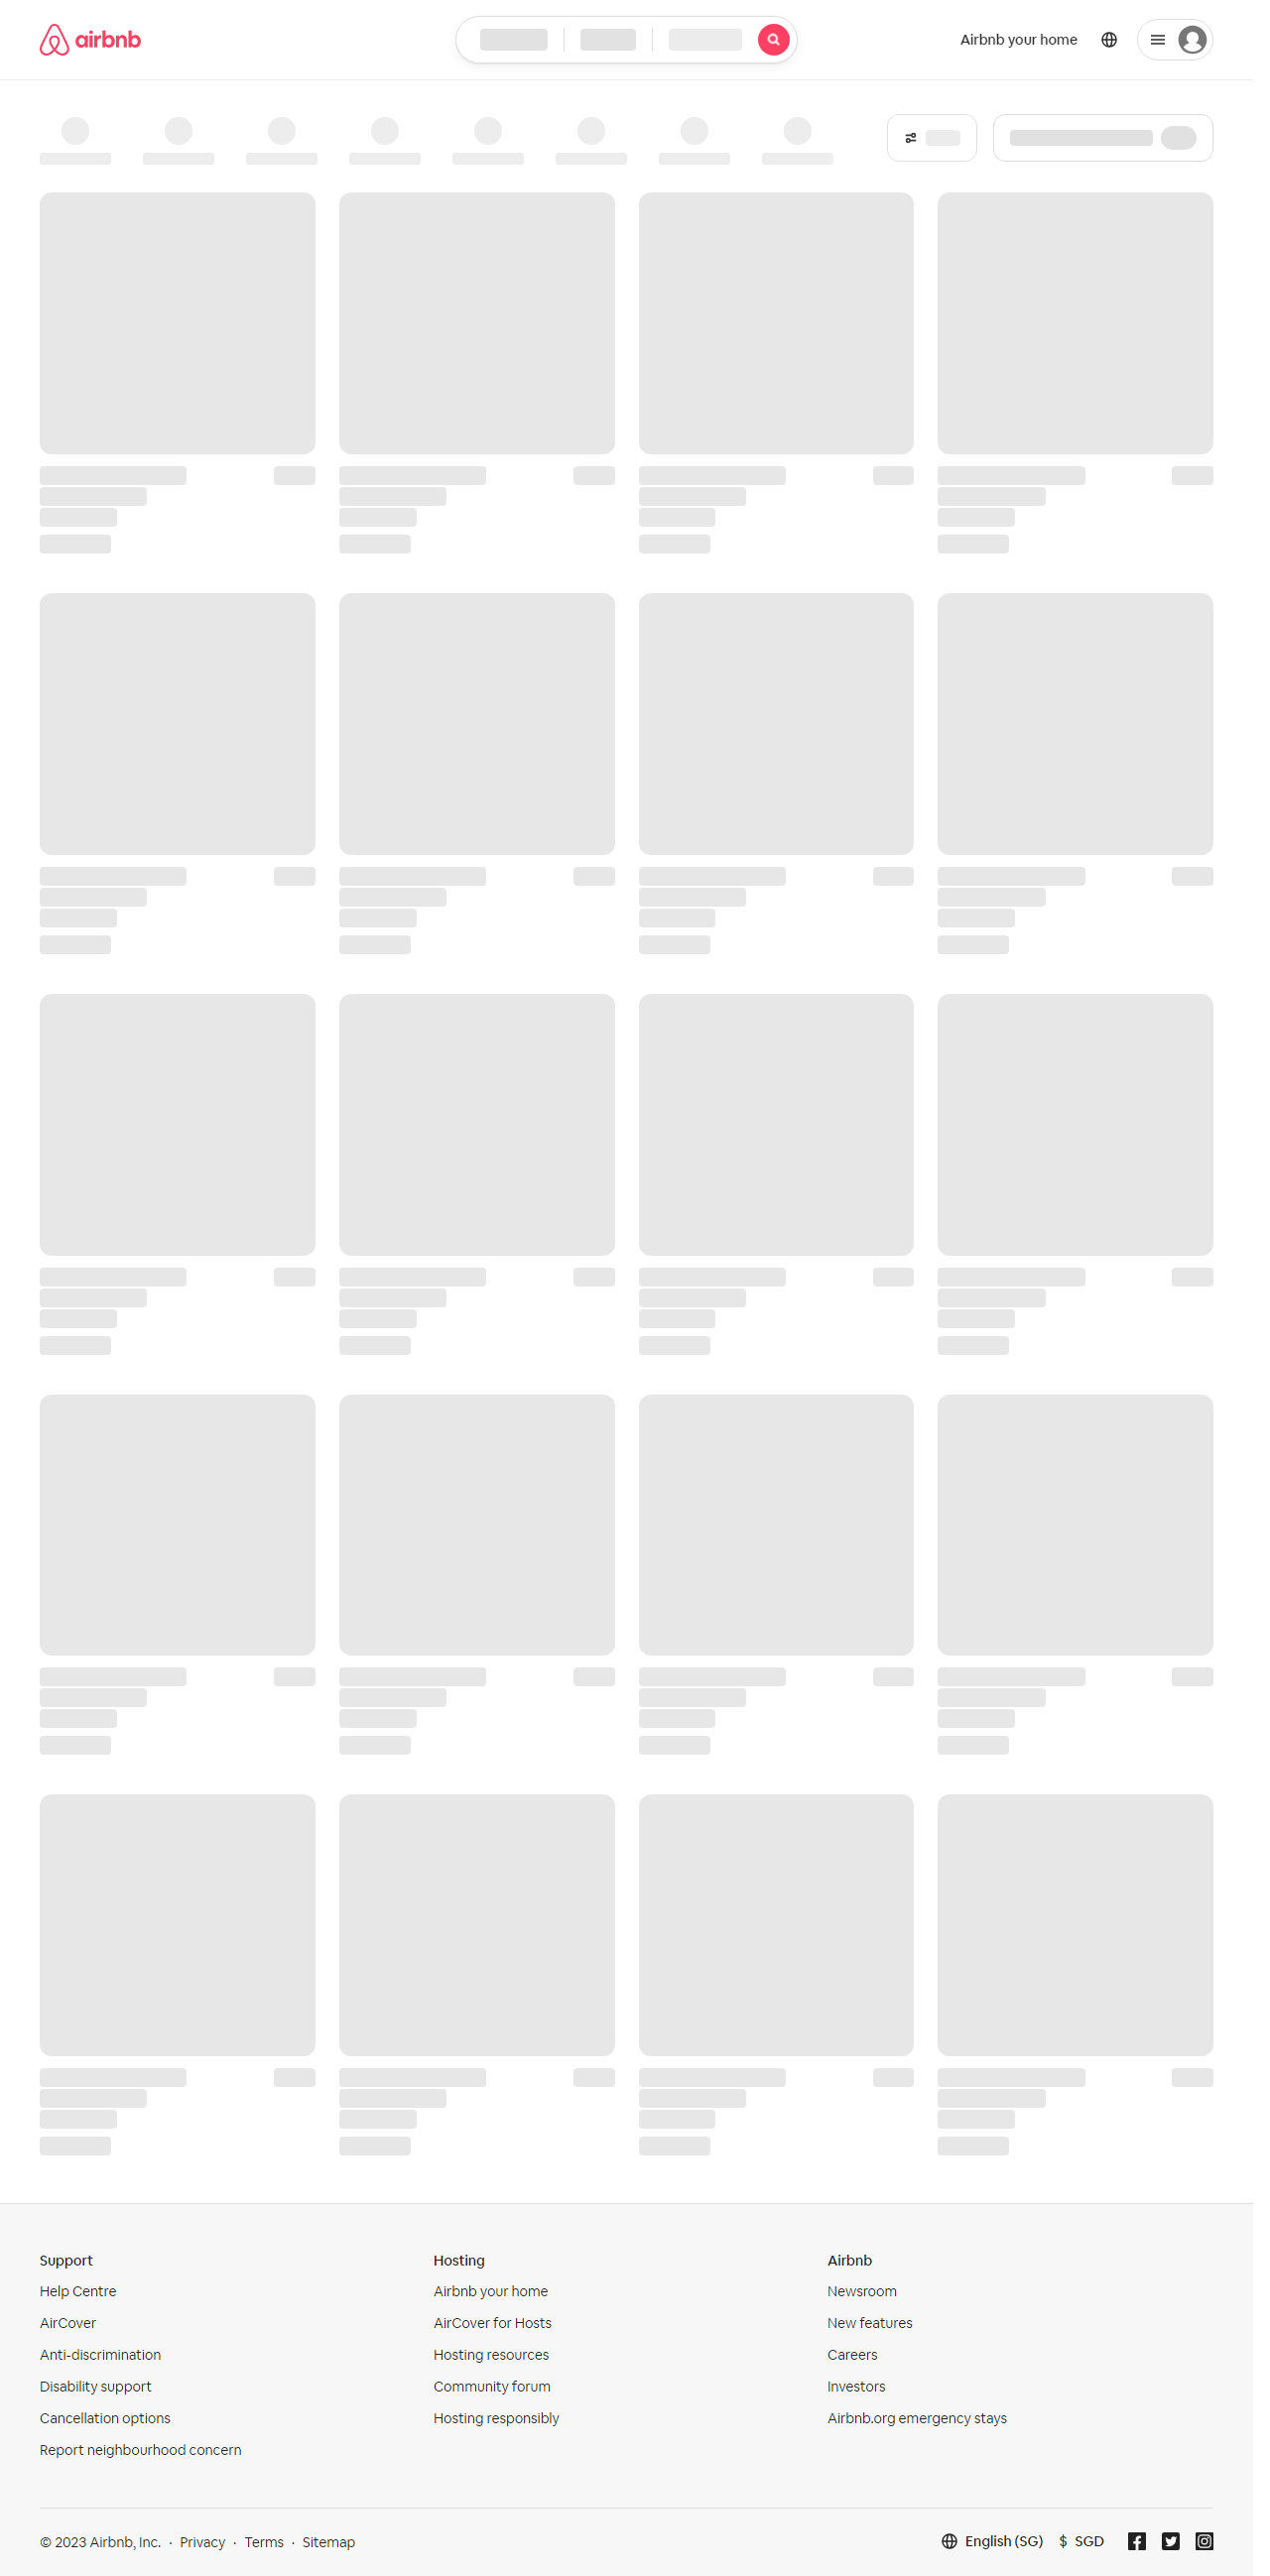 airbnb
Airbnb your home
Support
Help Centre
AirCover
Anti-discrimination
Disability support
Cancellation options
Report neighbourhood concern
Hosting
Airbnb your home
AirCover for Hosts
Hosting resources
Community forum
Hosting responsibly
Airbnb
Newsroom
New features
Careers
Investors
Airbnb.org emergency stays
© 2023 Airbnb, Inc. · Privacy · Terms · Sitemap
English (SG) $ SGD